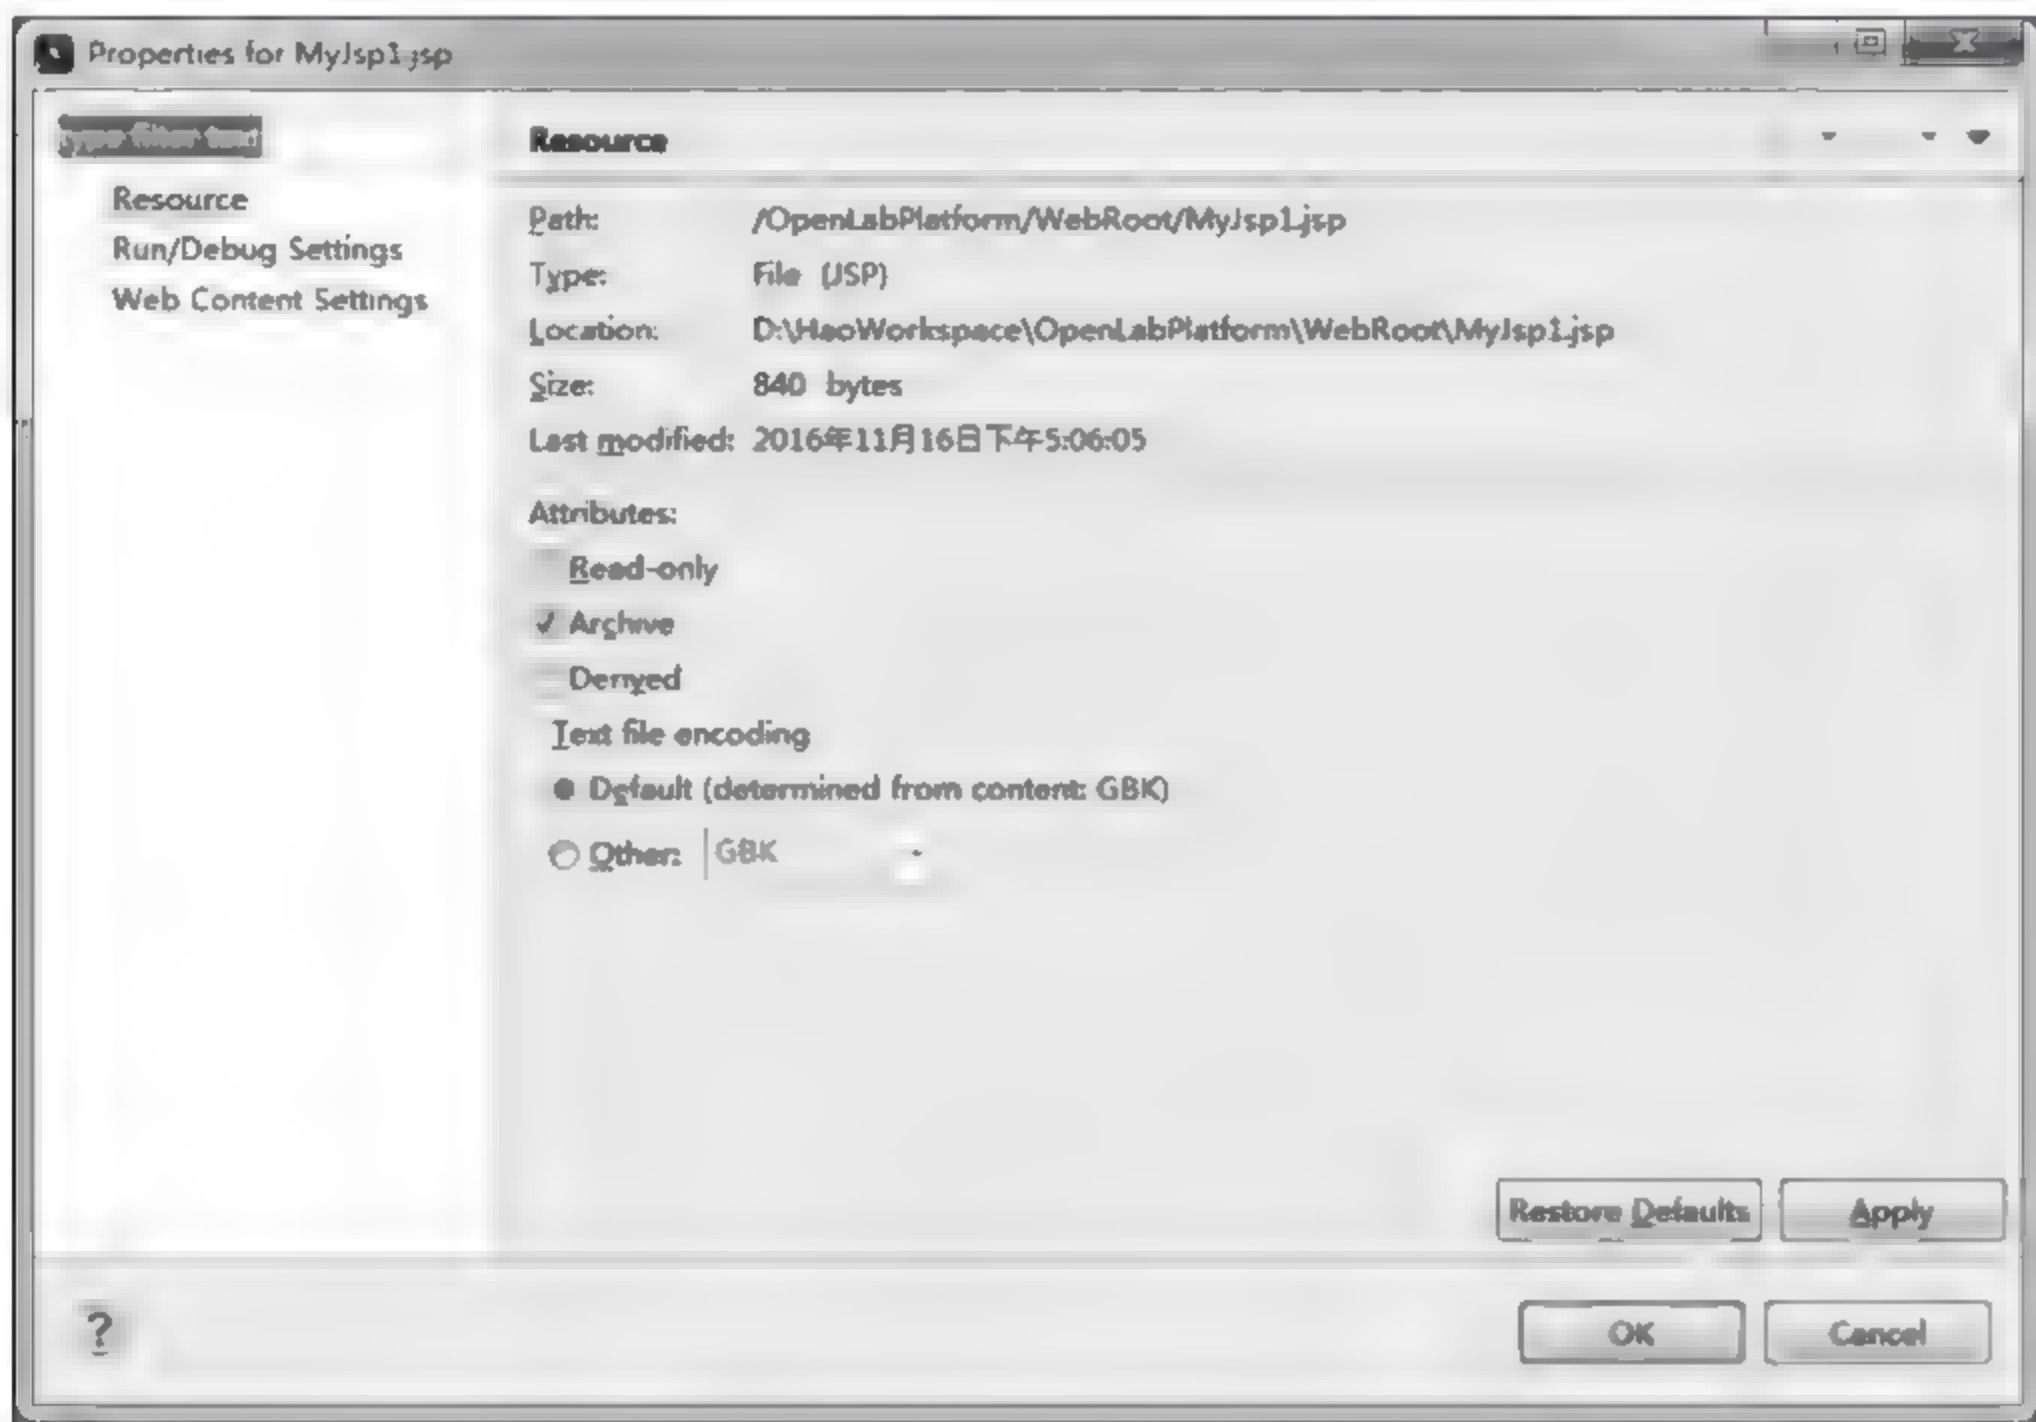 Properties for MyJsp1.jsp
type filter text
Resource
Run/Debug Settings
Web Content Settings
Resource
Path: /OpenLabPlatform/WebRoot/MyJsp1.jsp
Type: File (JSP)
Location: D:\HaoWorkspace\OpenLabPlatform\WebRoot\MyJsp1.jsp
Size: 840 bytes
Last modified: 2016年11月16日下午5:06:05
Attributes:
Read-only
✓ Archive
Derived
Text file encoding
Default (determined from content: GBK)
Other: GBK
Restore Defaults Apply
? OK Cancel